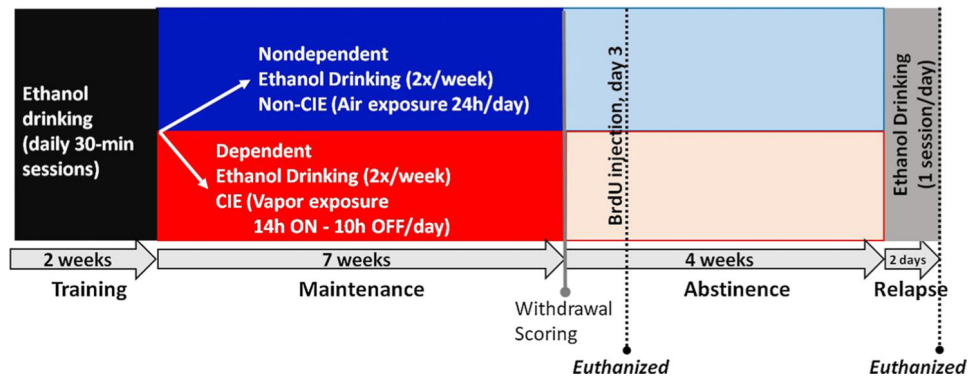 Ethanol
drinking
(daily 30-min
sessions)
Nondependent
Ethanol Drinking (2x/week)
Non-CIE (Air exposure 24h/day)
Dependent
Ethanol Drinking (2x/week)
CIE (Vapor exposure
14h ON - 10h OFF/day)
BrdU injection, day 3
Ethanol Drinking
(1 session/day)
2 weeks
7 weeks
4 weeks
2 days
Training
Maintenance
Abstinence
Relapse
Withdrawal
Scoring
Euthanized
Euthanized